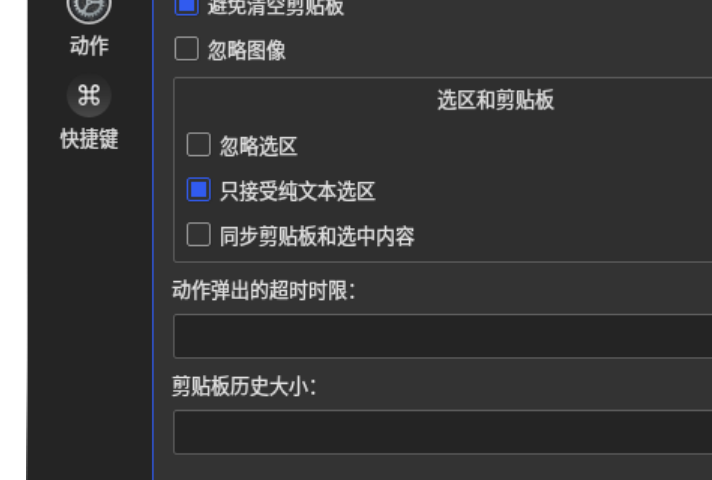 避免清空剪贴板
动作
忽略图像
⌘
快捷键
选区和剪贴板
忽略选区
只接受纯文本选区
同步剪贴板和选中内容
动作弹出的超时时限：
剪贴板历史大小：